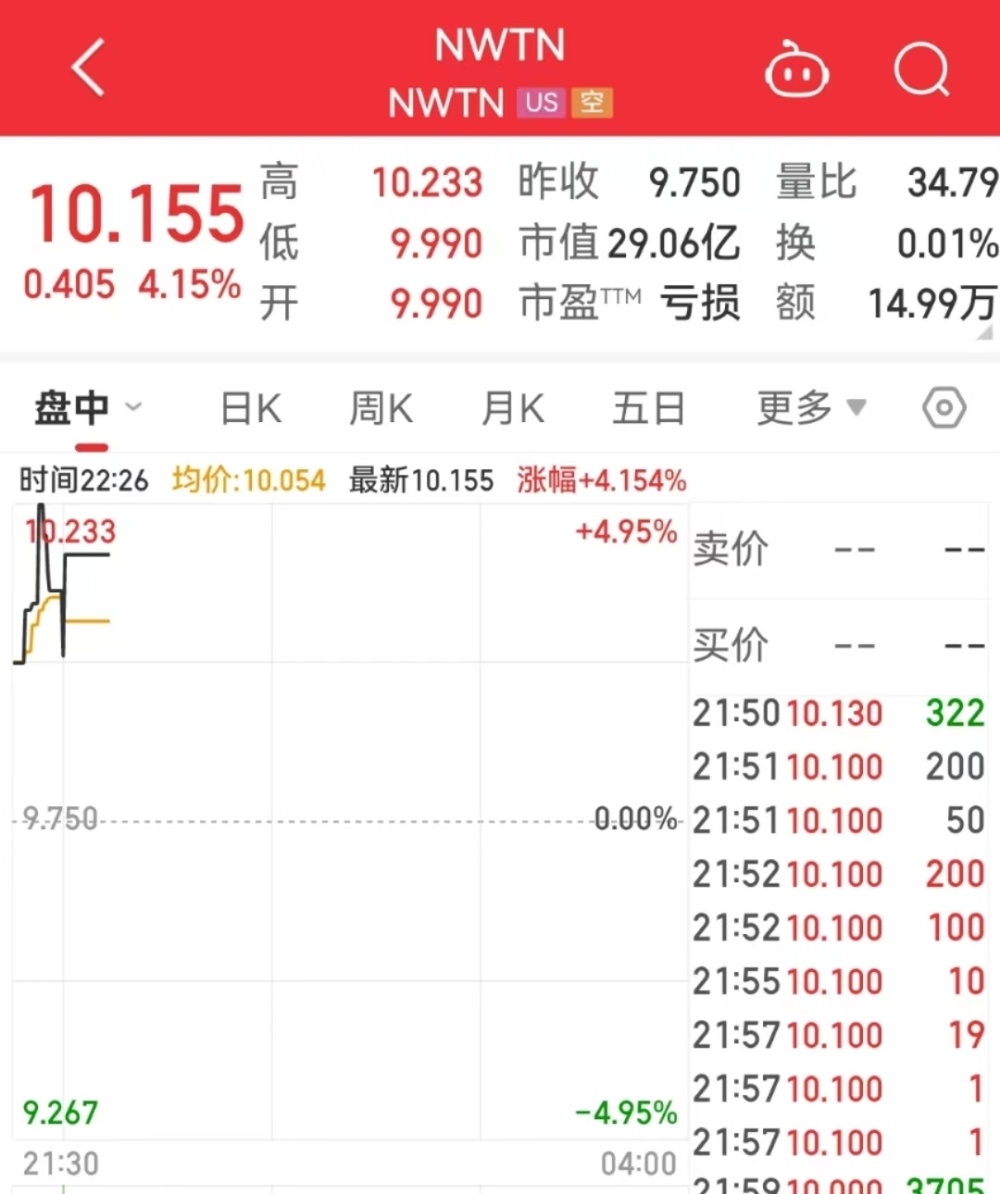 NWTN
NWTN US 空
10.155
0.405 4.15%
高 10.233 昨收 9.750 量比 34.79
低 9.990 市值 29.06亿 换 0.01%
开 9.990 市盈TTM 亏损 额 14.99万
盘中 日K 周K 月K 五日 更多
时间22:26 均价:10.054 最新10.155 涨幅+4.154%
10.233 +4.95%
9.750 0.00%
9.267 -4.95%
21:30 04:00
卖价 -- --
买价 -- --
21:50 10.130 322
21:51 10.100 200
21:51 10.100 50
21:52 10.100 200
21:52 10.100 100
21:55 10.100 10
21:57 10.100 19
21:57 10.100 1
21:57 10.100 1
21:59 10.000 3705